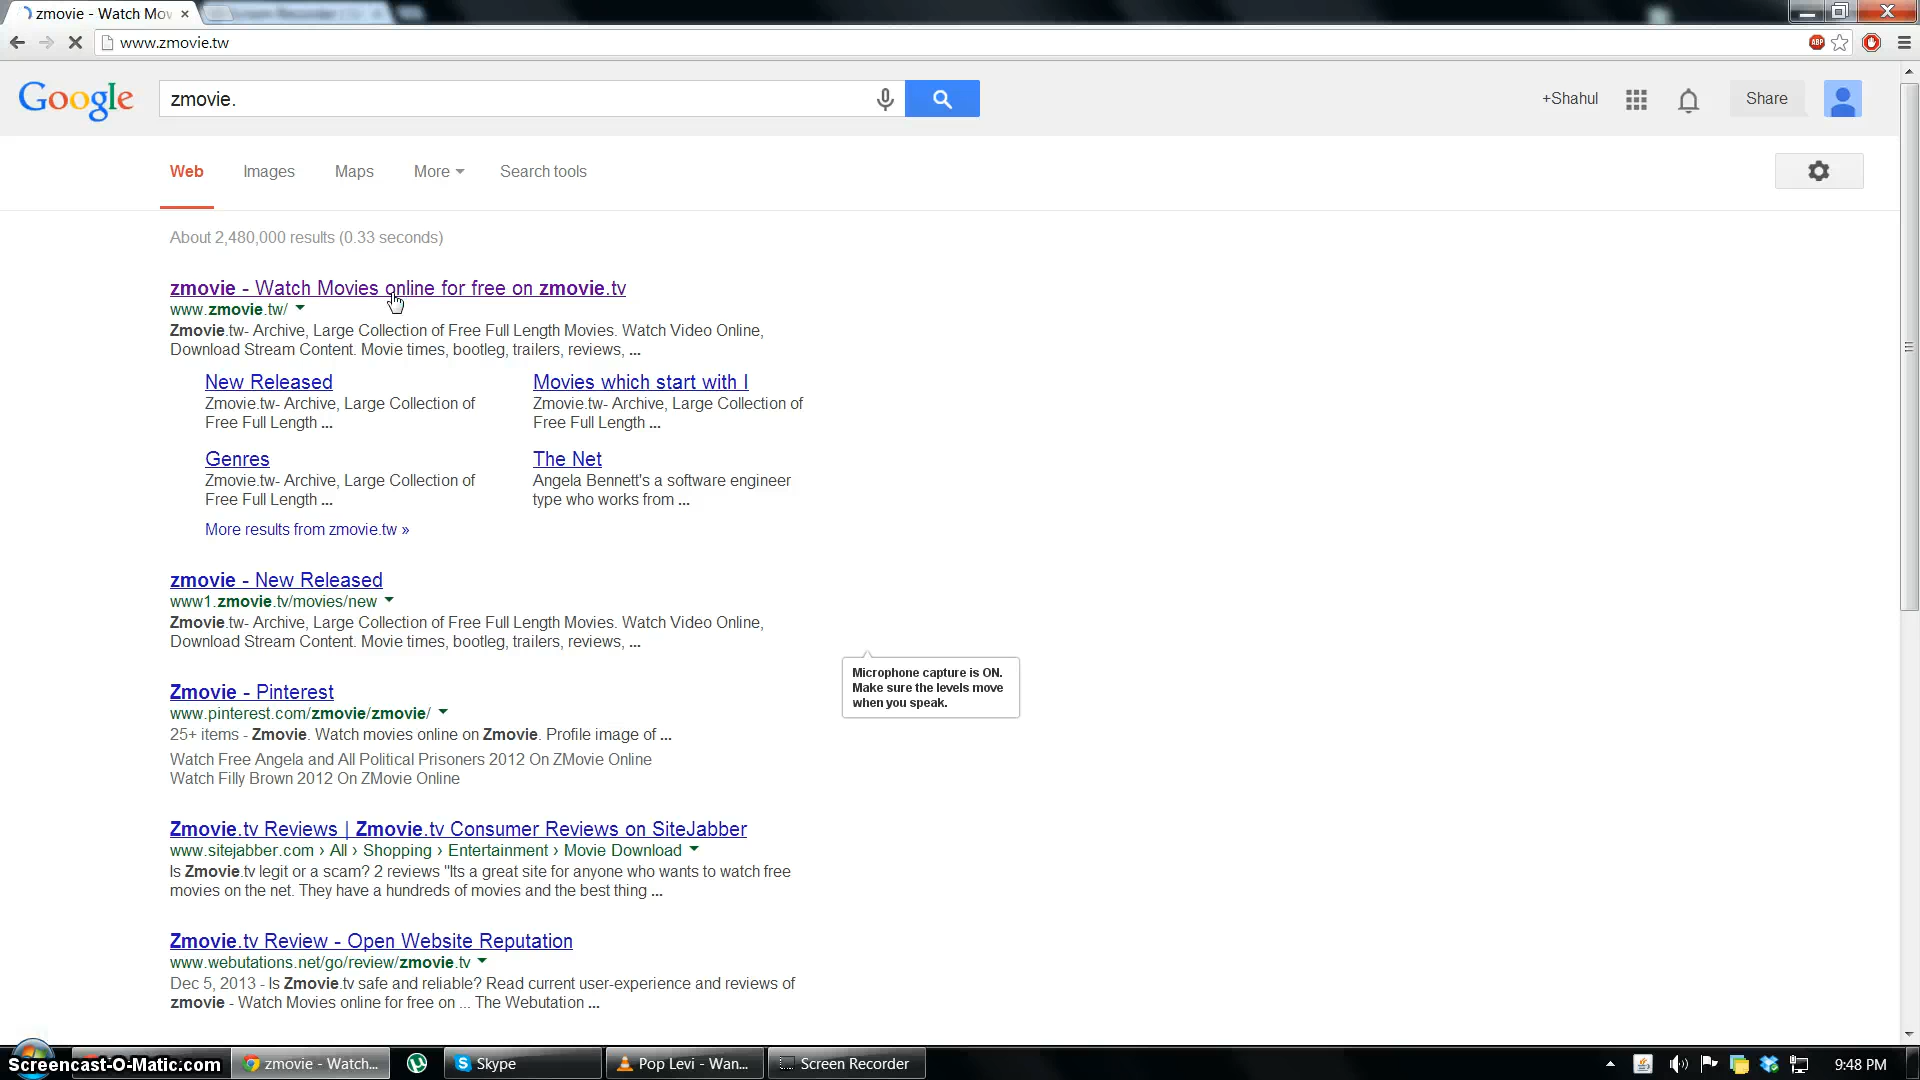 zmovie - Watch Mov
www.zmovie.tw
ABP
Google
zmovie.
+Shahul
Share
Web
Images
Maps
More
Search tools
About 2,480,000 results (0.33 seconds)
zmovie - Watch Movies online for free on zmovie.tv
www.zmovie.tw/
Zmovie.tw- Archive, Large Collection of Free Full Length Movies. Watch Video Online,
Download Stream Content. Movie times, bootleg, trailers, reviews, ...
New Released
Zmovie.tw- Archive, Large Collection of
Free Full Length ...
Movies which start with I
Zmovie.tw- Archive, Large Collection of
Free Full Length ...
Genres
Zmovie.tw- Archive, Large Collection of
Free Full Length ...
The Net
Angela Bennett's a software engineer
type who works from ...
More results from zmovie.tw »
zmovie - New Released
www1.zmovie.tv/movies/new
Zmovie.tw- Archive, Large Collection of Free Full Length Movies. Watch Video Online,
Download Stream Content. Movie times, bootleg, trailers, reviews, ...
Microphone capture is ON.
Make sure the levels move
when you speak.
Zmovie - Pinterest
www.pinterest.com/zmovie/zmovie/
25+ items - Zmovie. Watch movies online on Zmovie. Profile image of ...
Watch Free Angela and All Political Prisoners 2012 On ZMovie Online
Watch Filly Brown 2012 On ZMovie Online
Zmovie.tv Reviews | Zmovie.tv Consumer Reviews on SiteJabber
www.sitejabber.com › All › Shopping › Entertainment › Movie Download
Is Zmovie.tv legit or a scam? 2 reviews "Its a great site for anyone who wants to watch free
movies on the net. They have a hundreds of movies and the best thing ...
Zmovie.tv Review - Open Website Reputation
www.webutations.net/go/review/zmovie.tv
Dec 5, 2013 - Is Zmovie.tv safe and reliable? Read current user-experience and reviews of
zmovie - Watch Movies online for free on ... The Webutation ...
Screencast-O-Matic.com
zmovie - Watch...
Skype
Pop Levi - Wan...
Screen Recorder
9:48 PM